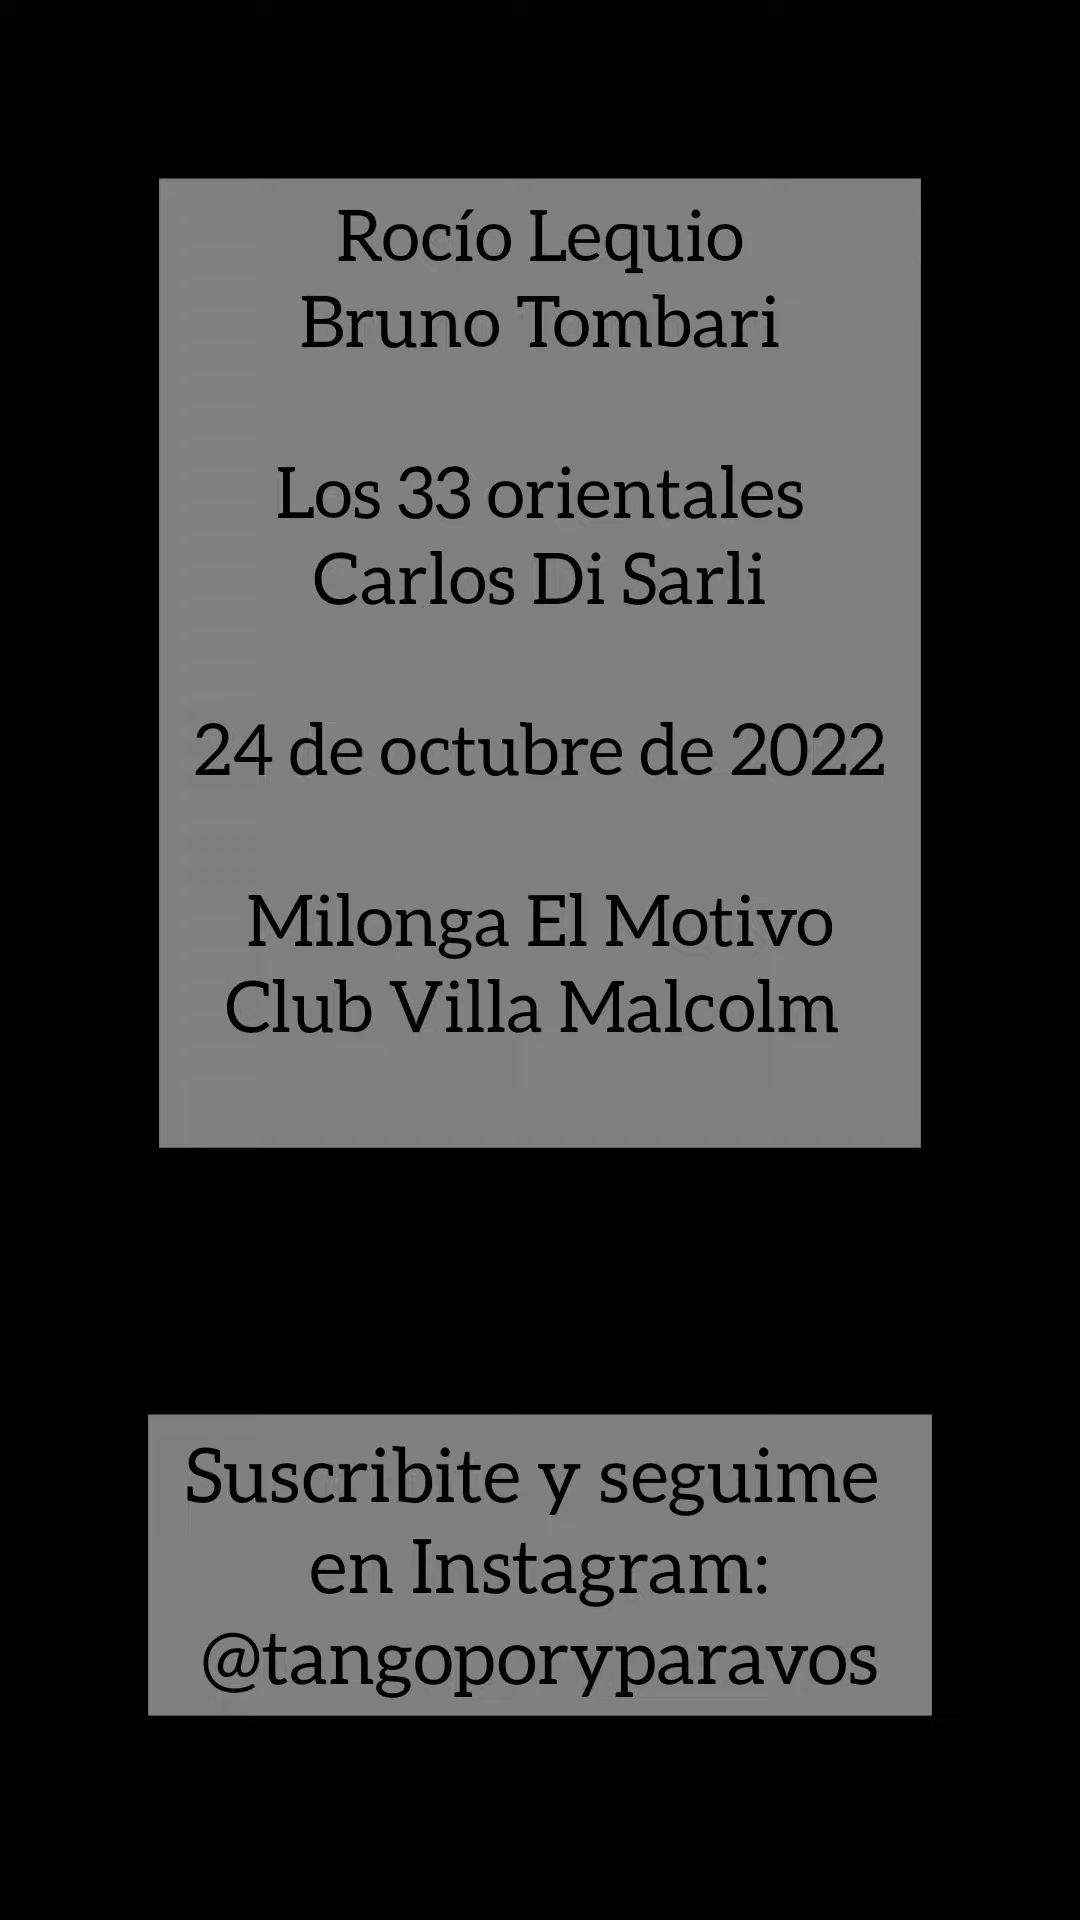 Rocío Lequio
Bruno Tombari
Los 33 orientales
Carlos Di Sarli
24 de octubre de 2022
Milonga El Motivo
Club Villa Malcolm
Suscribite y seguime
en Instagram:
@tangoporyparavos